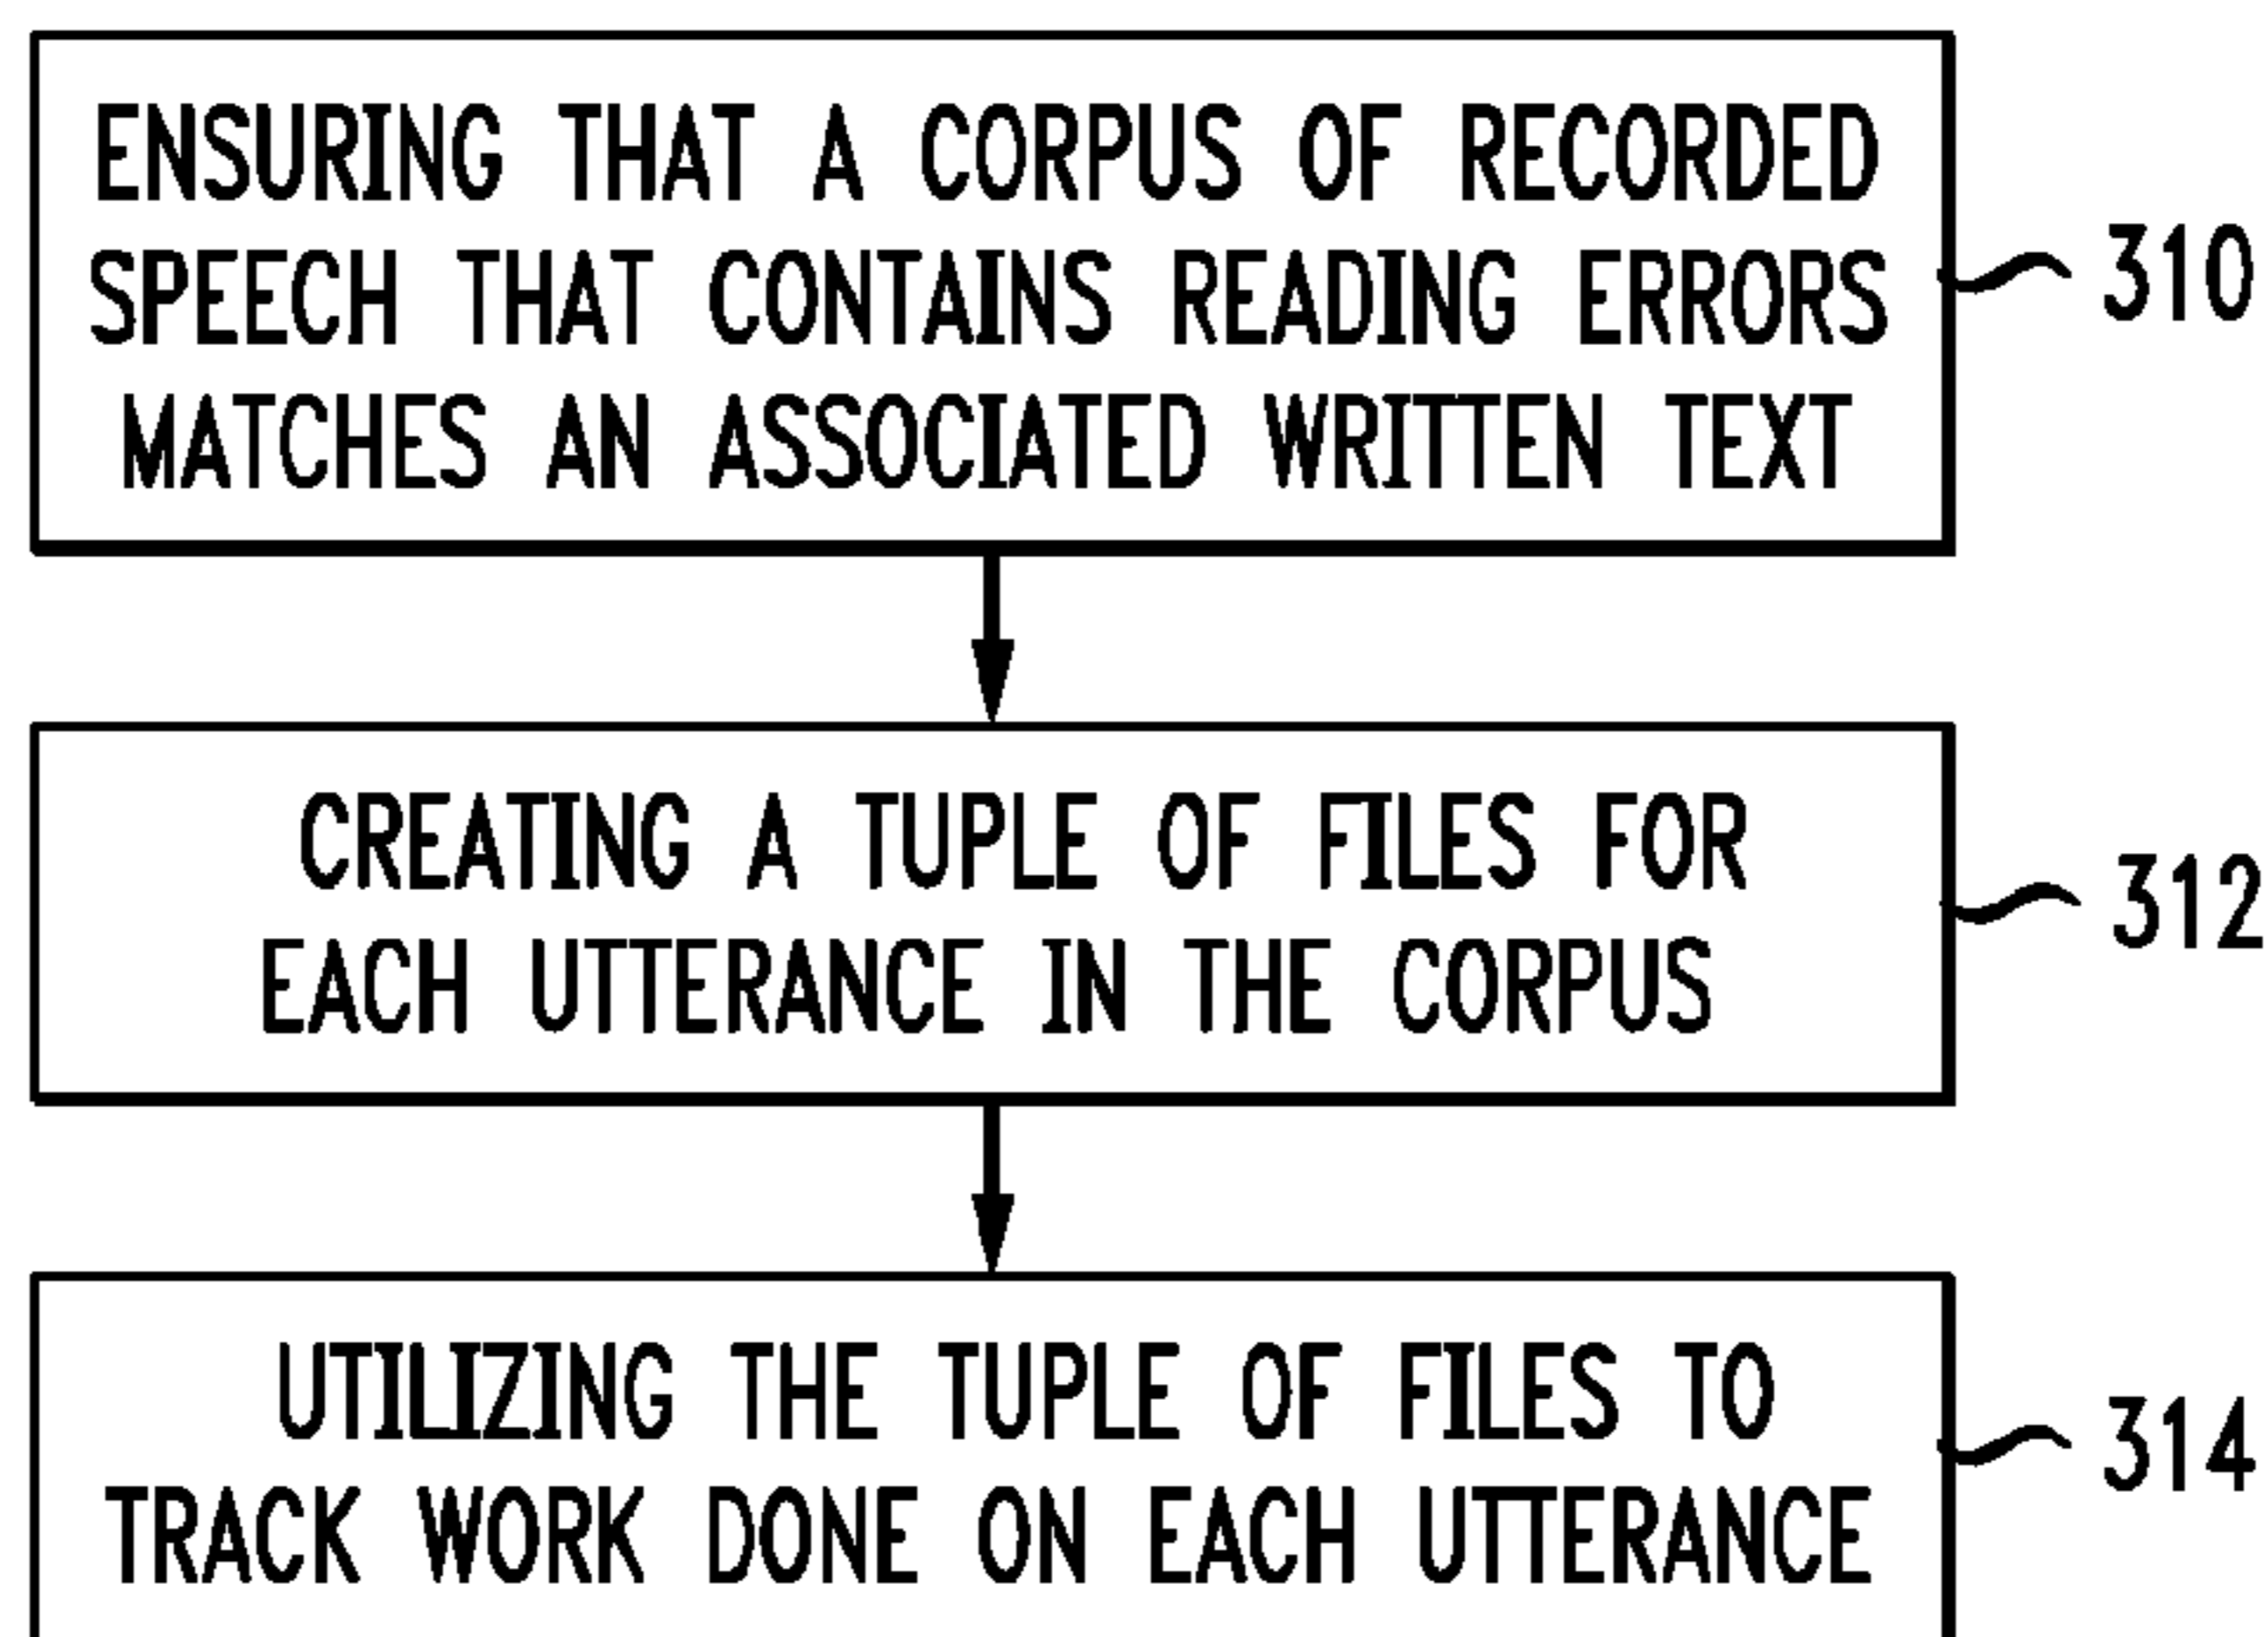 ENSURING THAT A CORPUS OF RECORDED
SPEECH THAT CONTAINS READING ERRORS
MATCHES AN ASSOCIATED WRITTEN TEXT
310
CREATING A TUPLE OF FILES FOR
EACH UTTERANCE IN THE CORPUS
312
UTILIZING THE TUPLE OF FILES TO
TRACK WORK DONE ON EACH UTTERANCE
314